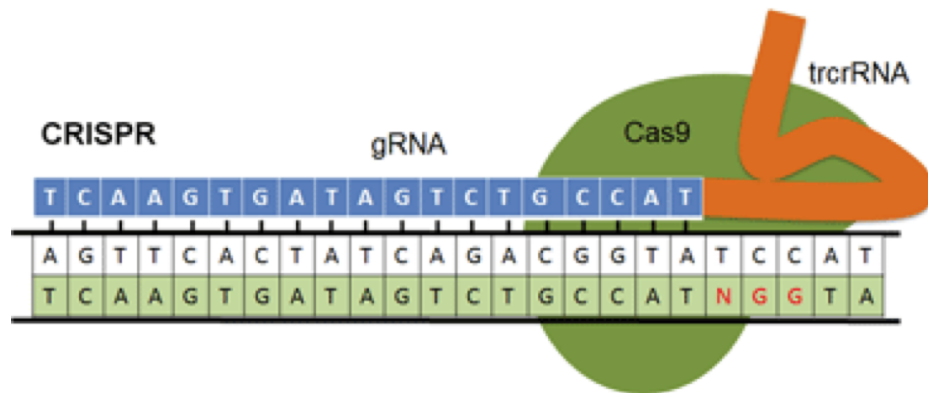 trcrRNA
CRISPR
gRNA
Cas9
T C A A G T G A T A G T C T G C C A T
A G T T C A C T A T C A G A C G G T A T C C A T
T C A A G T G A T A G T C T G C C A T N G G T A